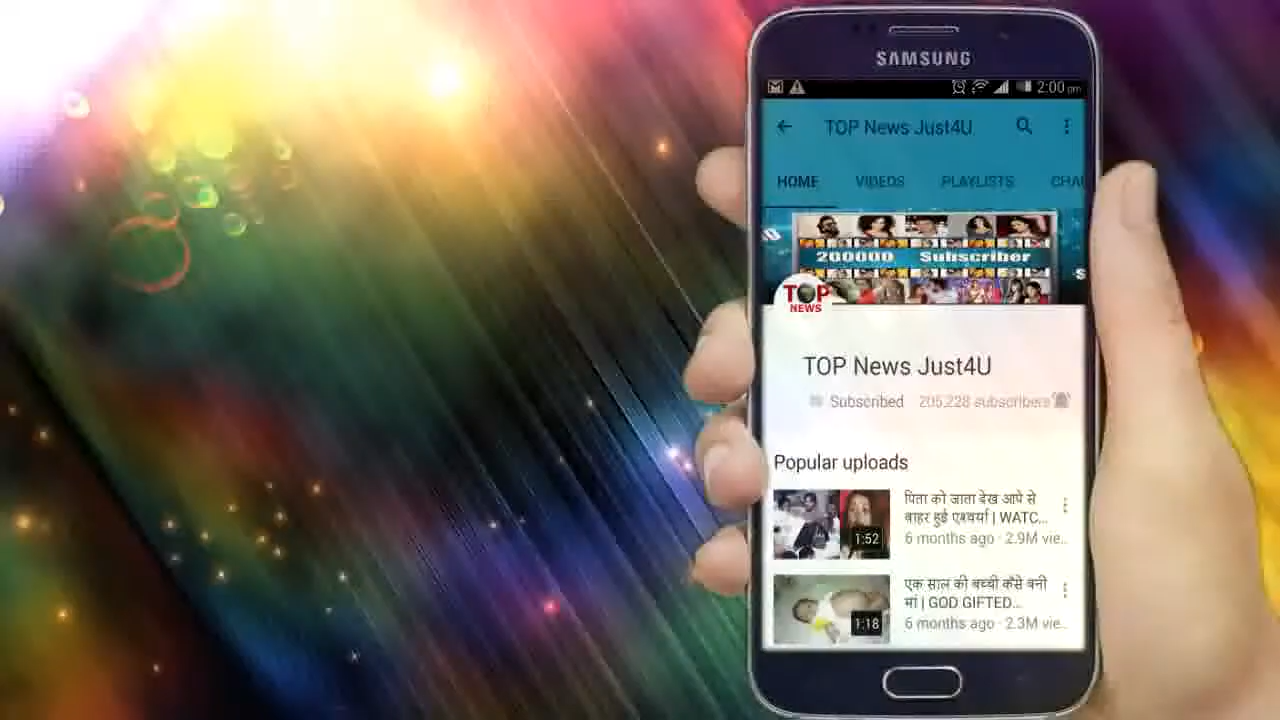 SAMSUNG
2:00 pm
TOP News Just4U
HOME VIDEOS PLAYLISTS CHAN
200000 Subscriber
TOP
NEWS
TOP News Just4U
Subscribed 205,228 subscribers
Popular uploads
पिता को जाता देख आपे से
बाहर हुई एश्वर्या | WATC...
6 months ago · 2.9M vie..
1:52
एक साल की बच्ची कैसे बनी
मां | GOD GIFTED...
6 months ago · 2.3M vie..
1:18